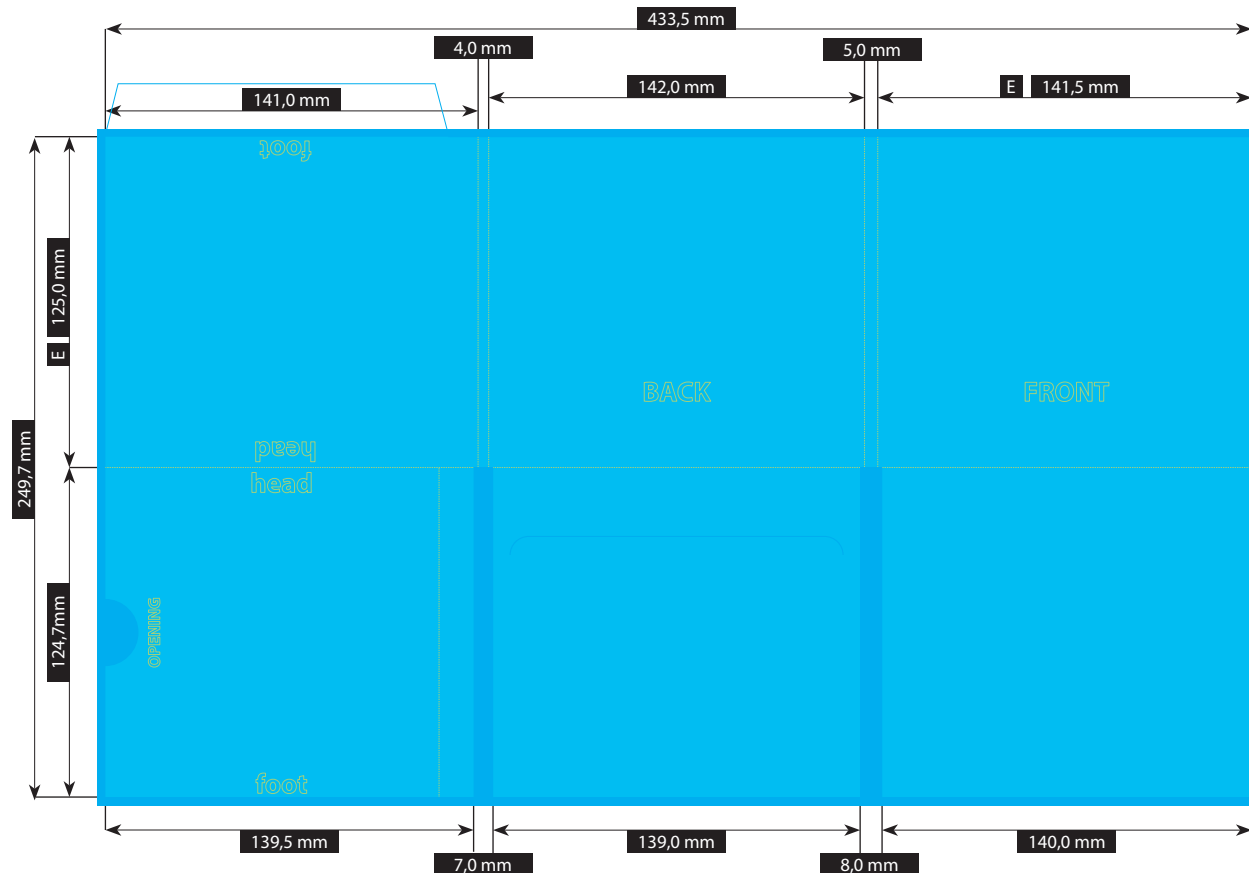 433,5 mm
4,0 mm
5,0 mm
141,0 mm
142,0 mm
E 141,5 mm
foot
125,0 mm
E
249,7 mm
BACK
FRONT
head
head
124,7mm
OPENING
foot
139,5 mm
139,0 mm
140,0 mm
7,0 mm
8,0 mm